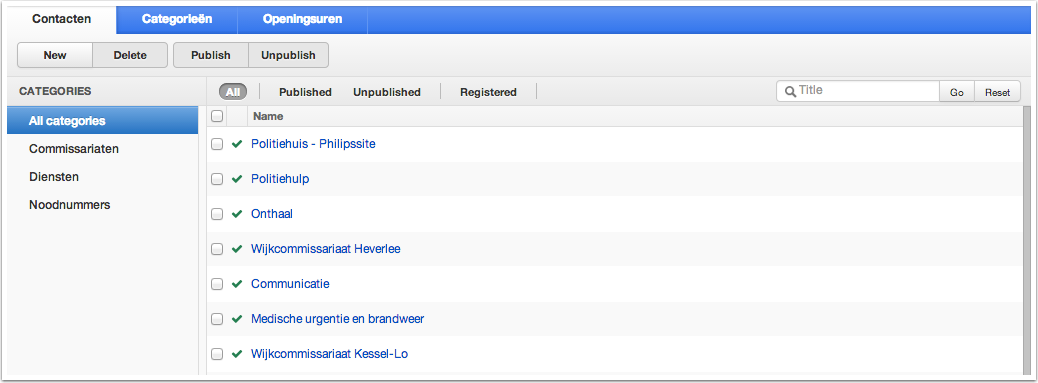 Contacten Categorieën Openingsuren
New Delete Publish Unpublish
CATEGORIES All Published Unpublished Registered Title Go Reset
All categories
Commissariaten
Diensten
Noodnummers
Name
Politiehuis - Philipssite
Politiehulp
Onthaal
Wijkcommissariaat Heverlee
Communicatie
Medische urgentie en brandweer
Wijkcommissariaat Kessel-Lo